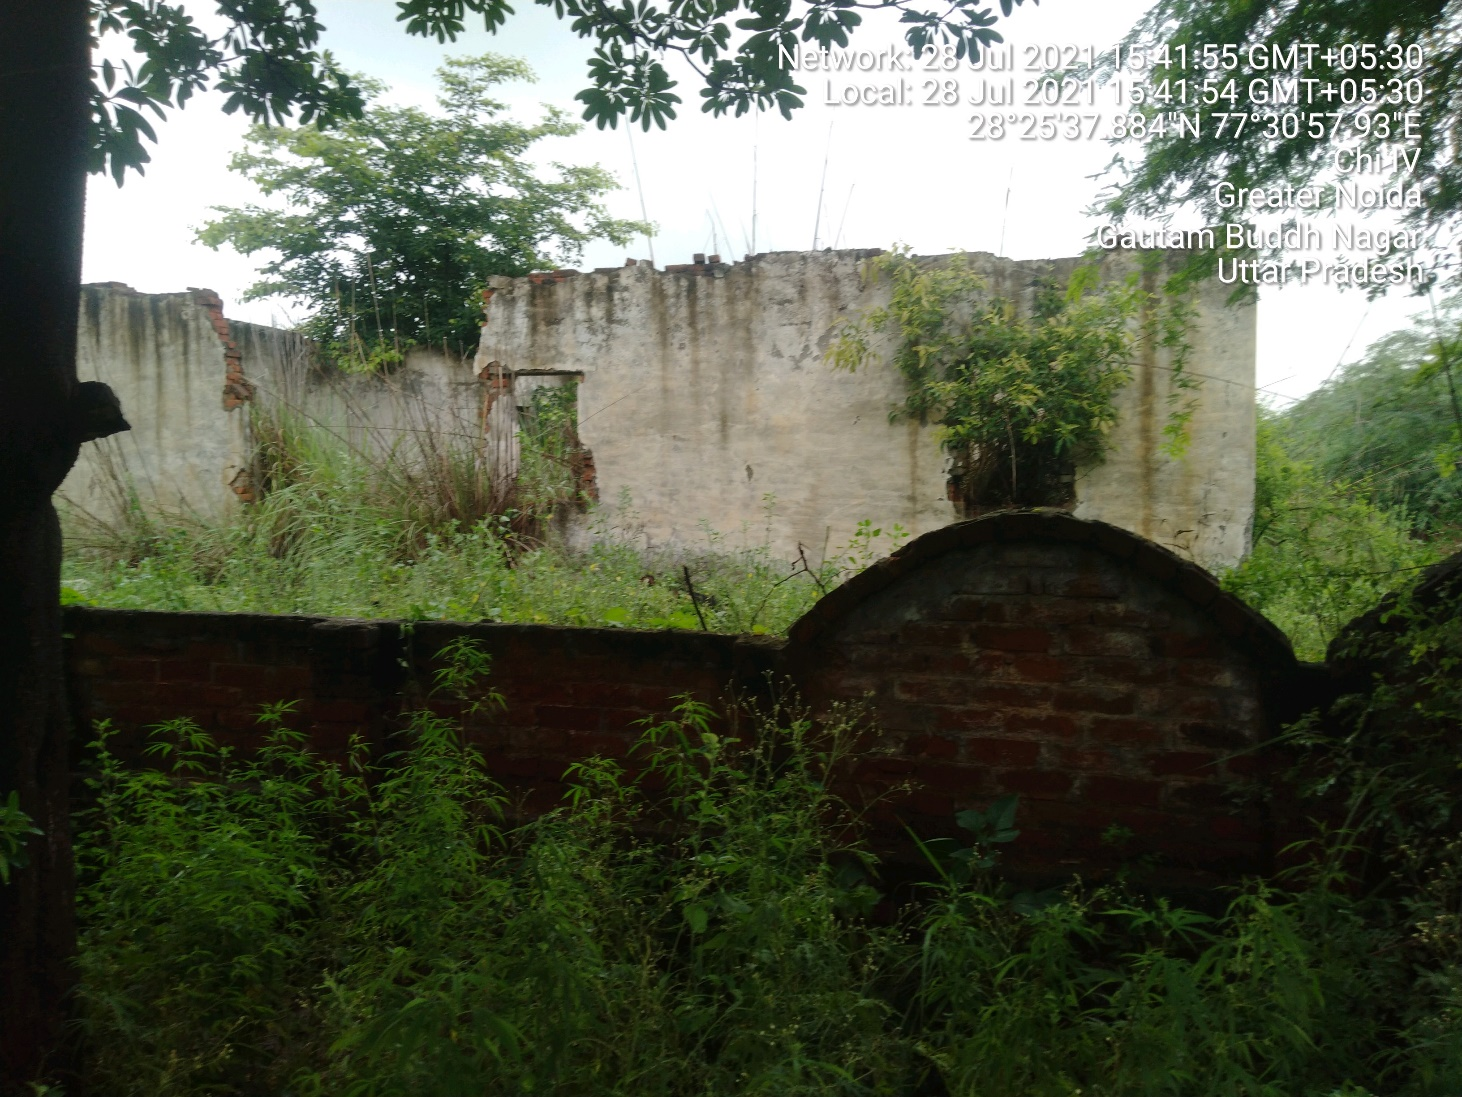 Network: 28 Jul 2021 15:41:55 GMT+05:30
Local: 28 Jul 2021 15:41:54 GMT+05:30
28°25'37.884"N 77°30'57.93"E
Chi IV
Greater Noida
Gautam Buddh Nagar
Uttar Pradesh